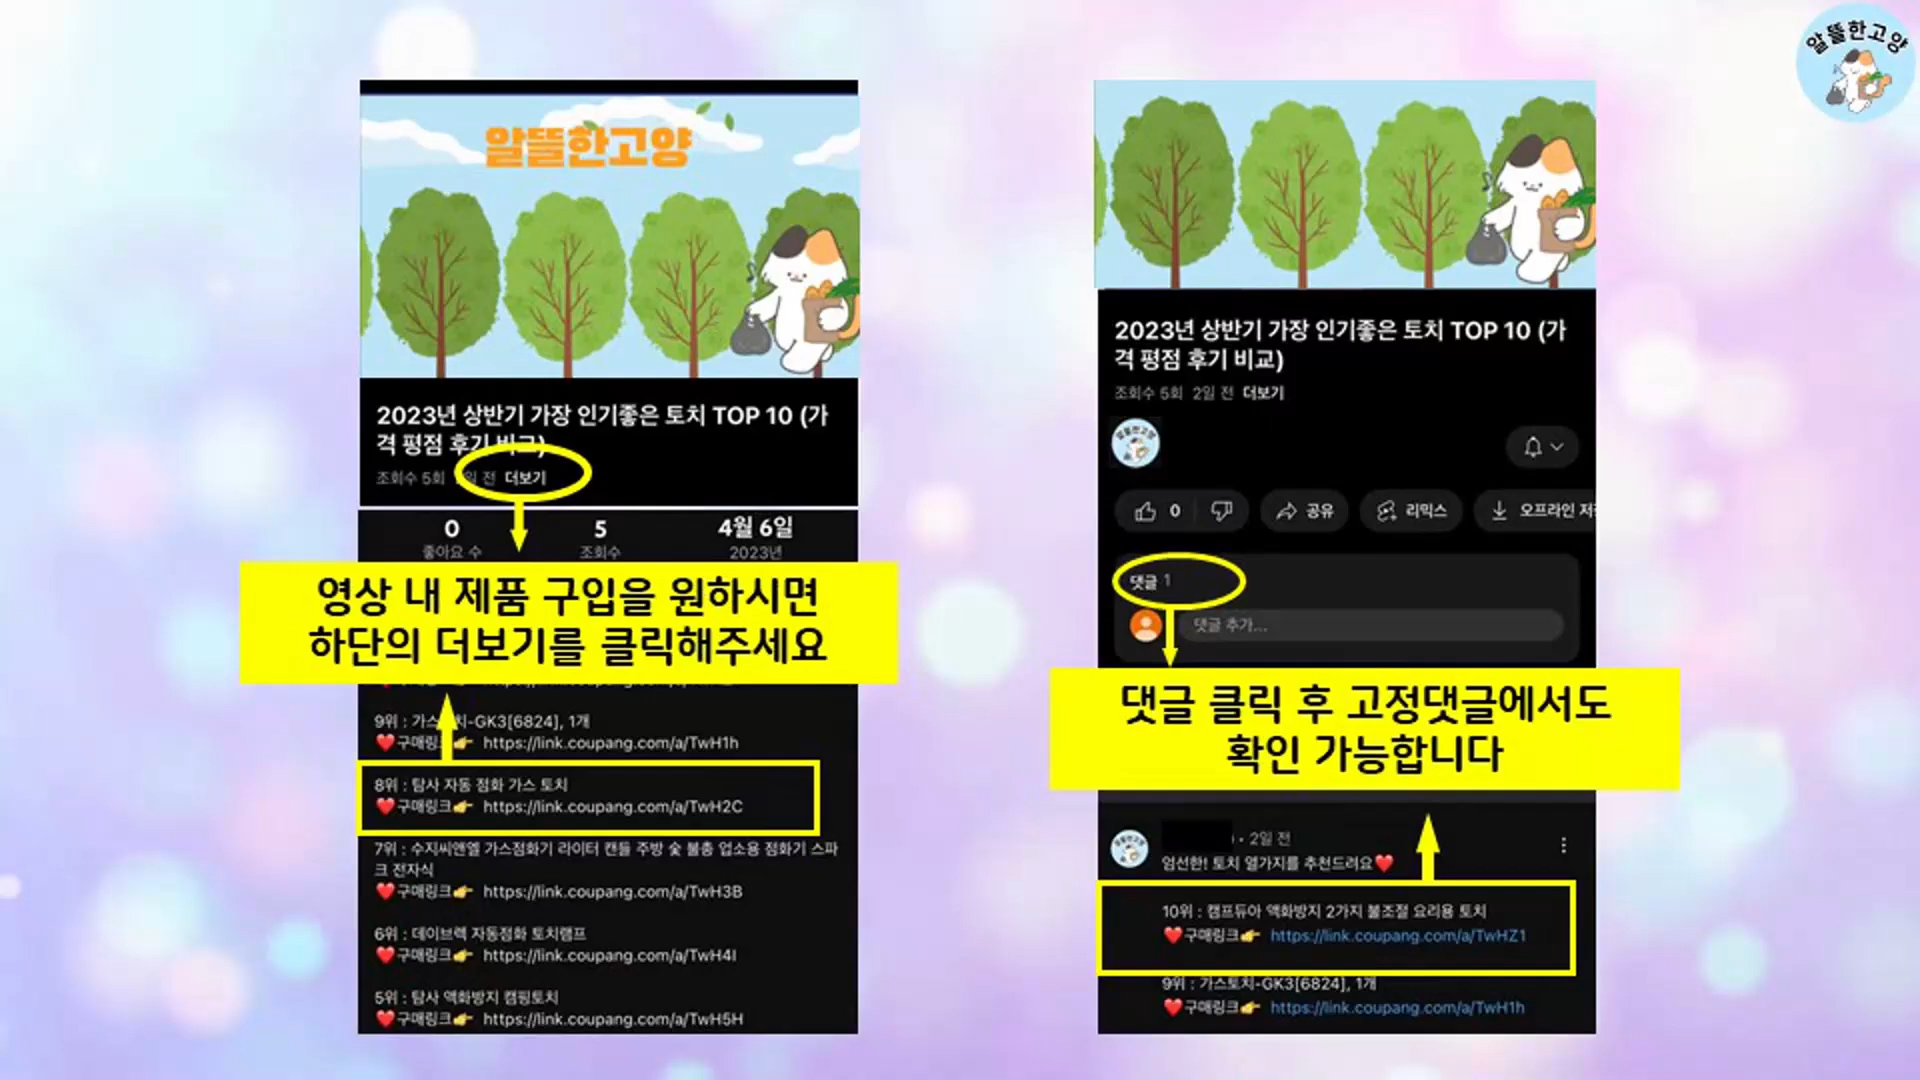 알뜰한고양
알뜰한고양
2023년 상반기 가장 인기좋은 토치 TOP 10 (가
격 평점 후기 비교)
조회수 5회 일 전 더보기
0
좋아요 수
5
조회수
4월 6일
2023년
영상 내 제품 구입을 원하시면
하단의 더보기를 클릭해주세요
9위 : 가스토치-GK3[6824], 1개
❤️구매링크👉 https://link.coupang.com/a/TwH1h
8위 : 탐사 자동 점화 가스 토치
❤️구매링크👉 https://link.coupang.com/a/TwH2C
7위 : 수지씨앤엘 가스점화기 라이터 캔들 주방 숯 불총 업소용 점화기 스파
크 전자식
❤️구매링크👉 https://link.coupang.com/a/TwH3B
6위 : 데이브렉 자동점화 토치램프
❤️구매링크👉 https://link.coupang.com/a/TwH4I
5위 : 탐사 액화방지 캠핑토치
❤️구매링크👉 https://link.coupang.com/a/TwH5H
2023년 상반기 가장 인기좋은 토치 TOP 10 (가
격 평점 후기 비교)
조회수 5회 2일 전 더보기
알뜰한고양
0
공유
리믹스
오프라인 저
댓글 1
댓글 추가...
댓글 클릭 후 고정댓글에서도
확인 가능합니다
알뜰한고양
• 2일 전
엄선한! 토치 열가지를 추천드려요❤️
10위 : 캠프듀아 액화방지 2가지 불조절 요리용 토치
❤️구매링크👉 https://link.coupang.com/a/TwHZ1
9위 : 가스토치-GK3[6824], 1개
❤️구매링크👉 https://link.coupang.com/a/TwH1h